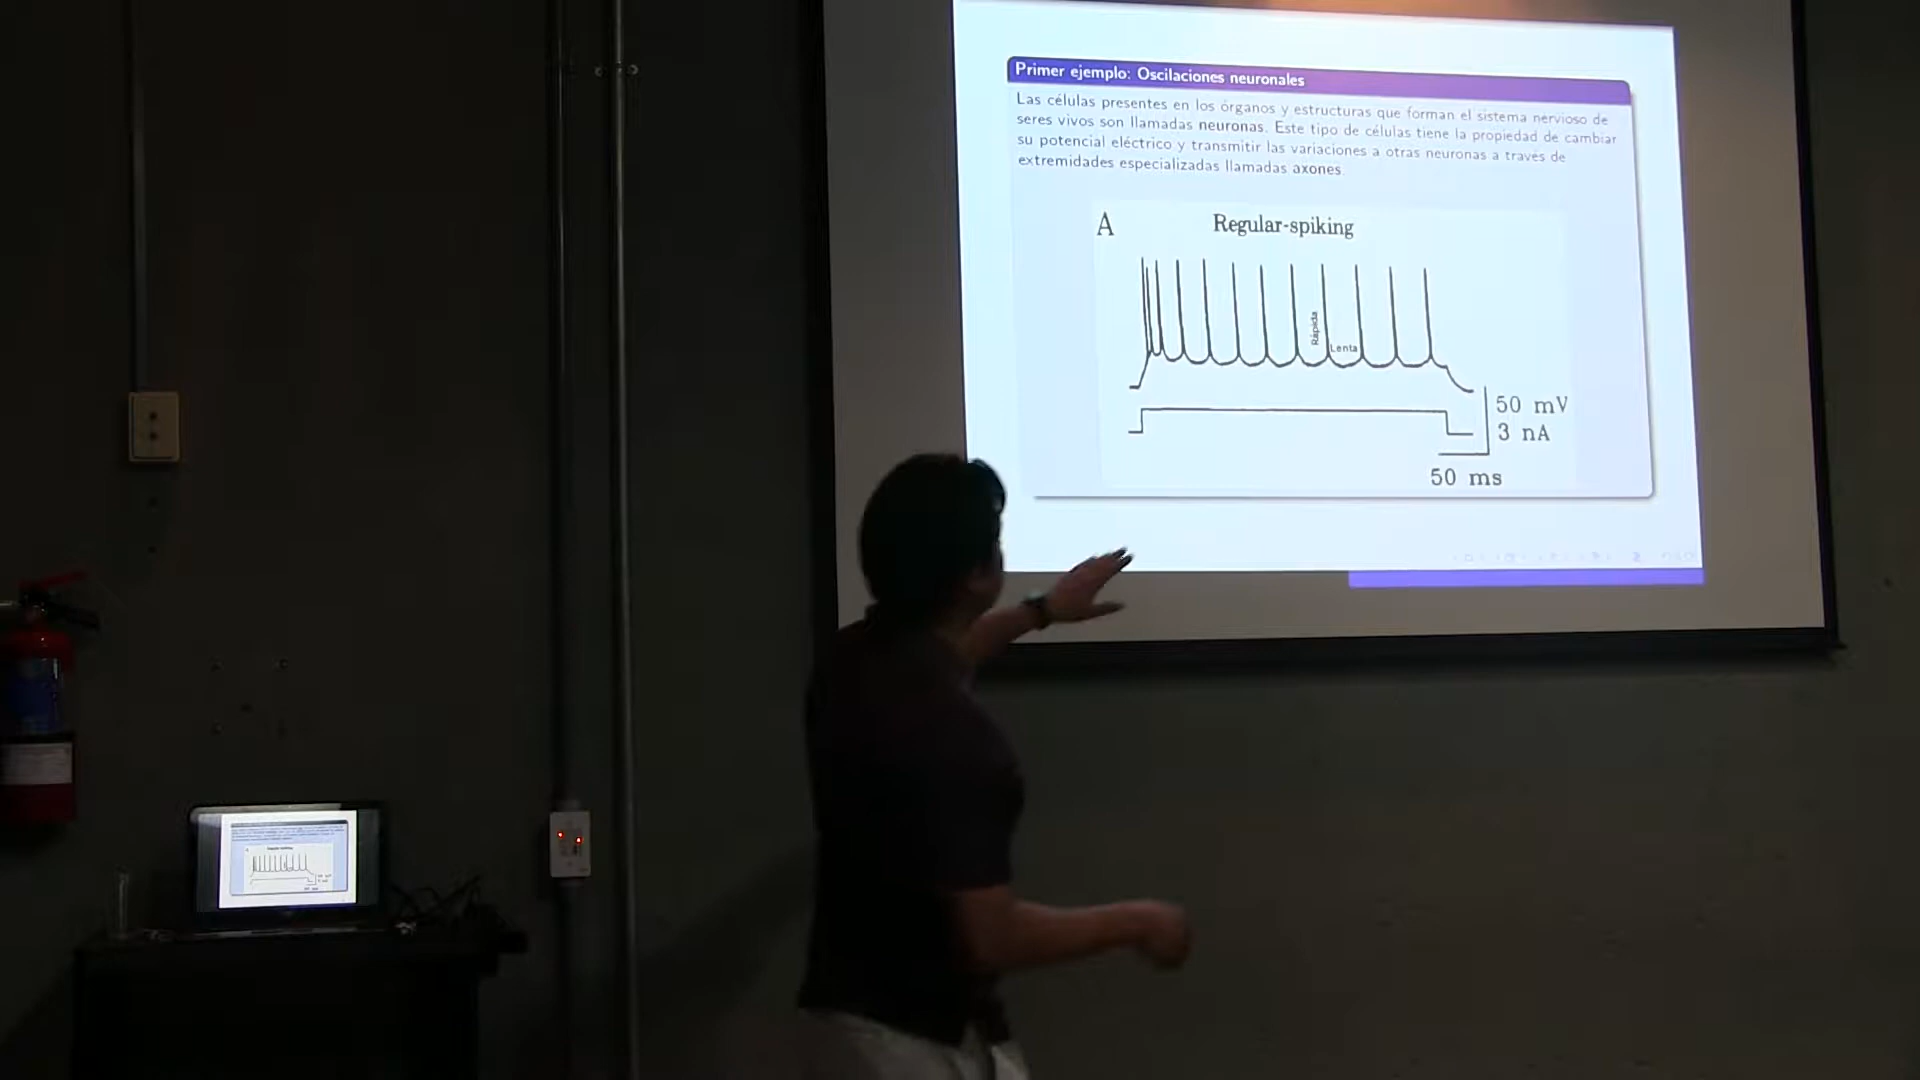 Primer ejemplo: Oscilaciones neuronales
Las células presentes en los órganos y estructuras que forman el sistema nervioso de
seres vivos son llamadas neuronas. Este tipo de células tiene la propiedad de cambiar
su potencial eléctrico y transmitir las variaciones a otras neuronas a través de
extremidades especializadas llamadas axones.
A
Regular-spiking
Rápida
Lenta
50 mV
3 nA
50 ms